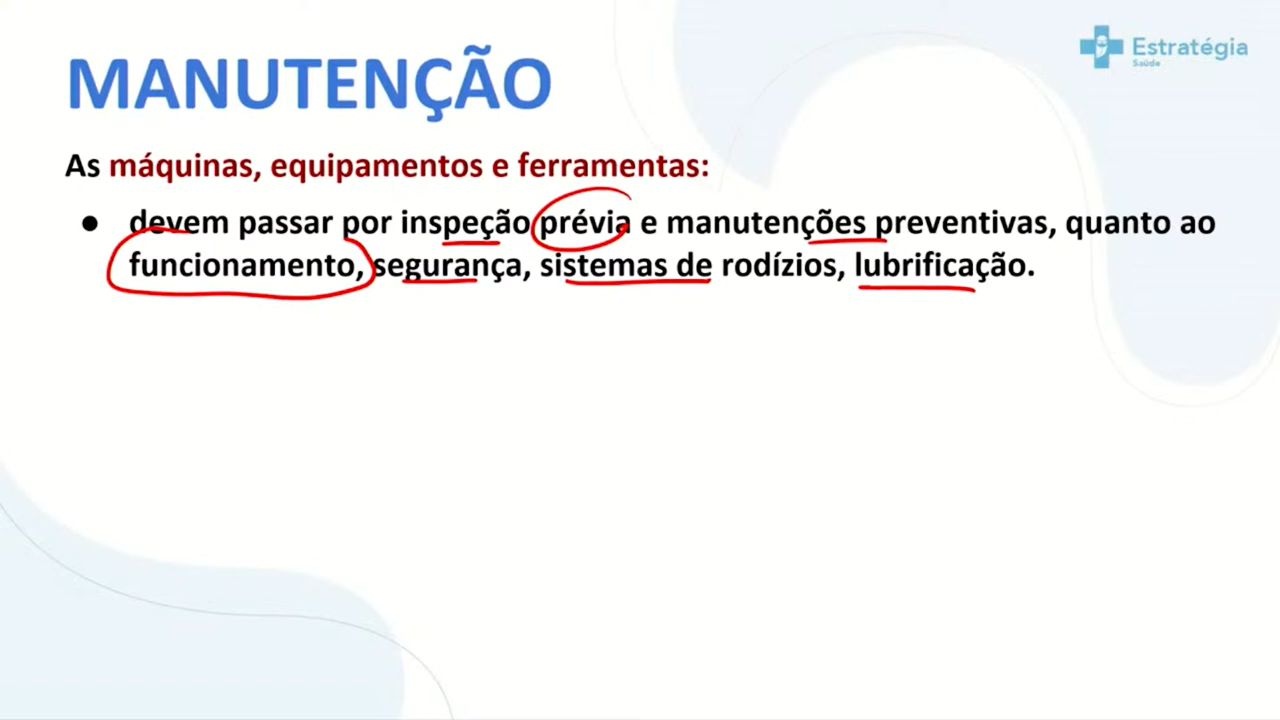 Estratégia
Saúde
MANUTENÇÃO
As máquinas, equipamentos e ferramentas:
● devem passar por inspeção prévia e manutenções preventivas, quanto ao
funcionamento, segurança, sistemas de rodízios, lubrificação.